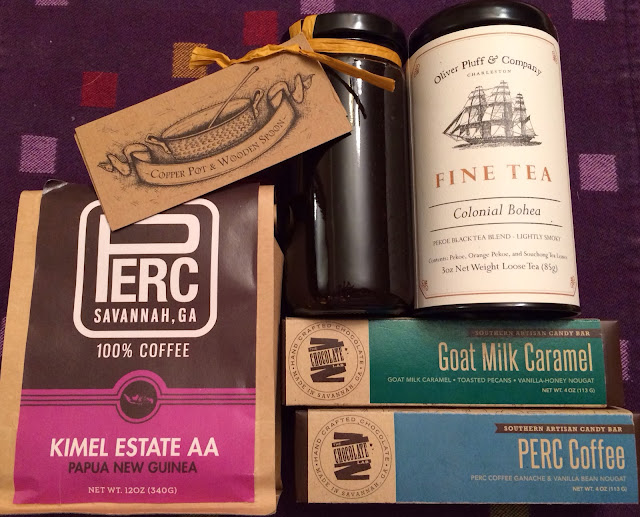 COPPER POT & WOODEN SPOON
Oliver Pluff & Company
CHARLESTON
FINE TEA
Colonial Bohea
PEKOE BLACK TEA BLEND - LIGHTLY SMOKY
Contents: Pekoe, Orange Pekoe, and Souchong Tea Leaves
3oz Net Weight Loose Tea (85g)
PERC
SAVANNAH, GA
100% COFFEE
KIMEL ESTATE AA
PAPUA NEW GUINEA
NET WT. 12OZ (340G)
HAND CRAFTED CHOCOLATE
CHOCOLATE
MADE IN SAVANNAH, GA
SOUTHERN ARTISAN CANDY BAR
Goat Milk Caramel
GOAT MILK CARAMEL • TOASTED PECANS • VANILLA-HONEY NOUGAT
NET WT. 4 OZ (113 G)
HAND CRAFTED CHOCOLATE
CHOCOLATE
MADE IN SAVANNAH, GA
SOUTHERN ARTISAN CANDY BAR
PERC Coffee
PERC COFFEE GANACHE & VANILLA BEAN NOUGAT
NET WT. 4 OZ (113 G)